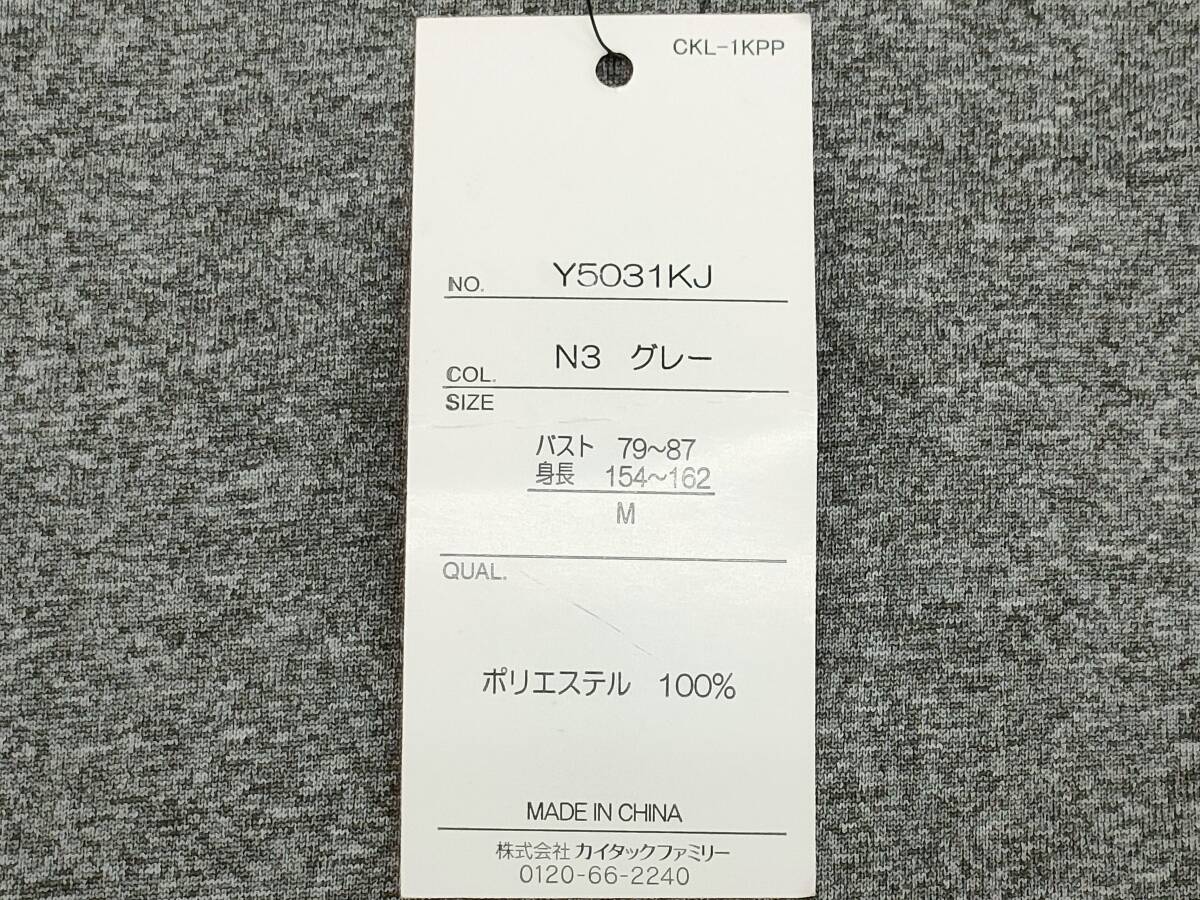 CKL-1KPP
NO. Y5031KJ
COL. N3 グレー
SIZE
バスト 79～87
身長 154～162
M
QUAL.
ポリエステル 100%
MADE IN CHINA
株式会社 カイタックファミリー
0120-66-2240